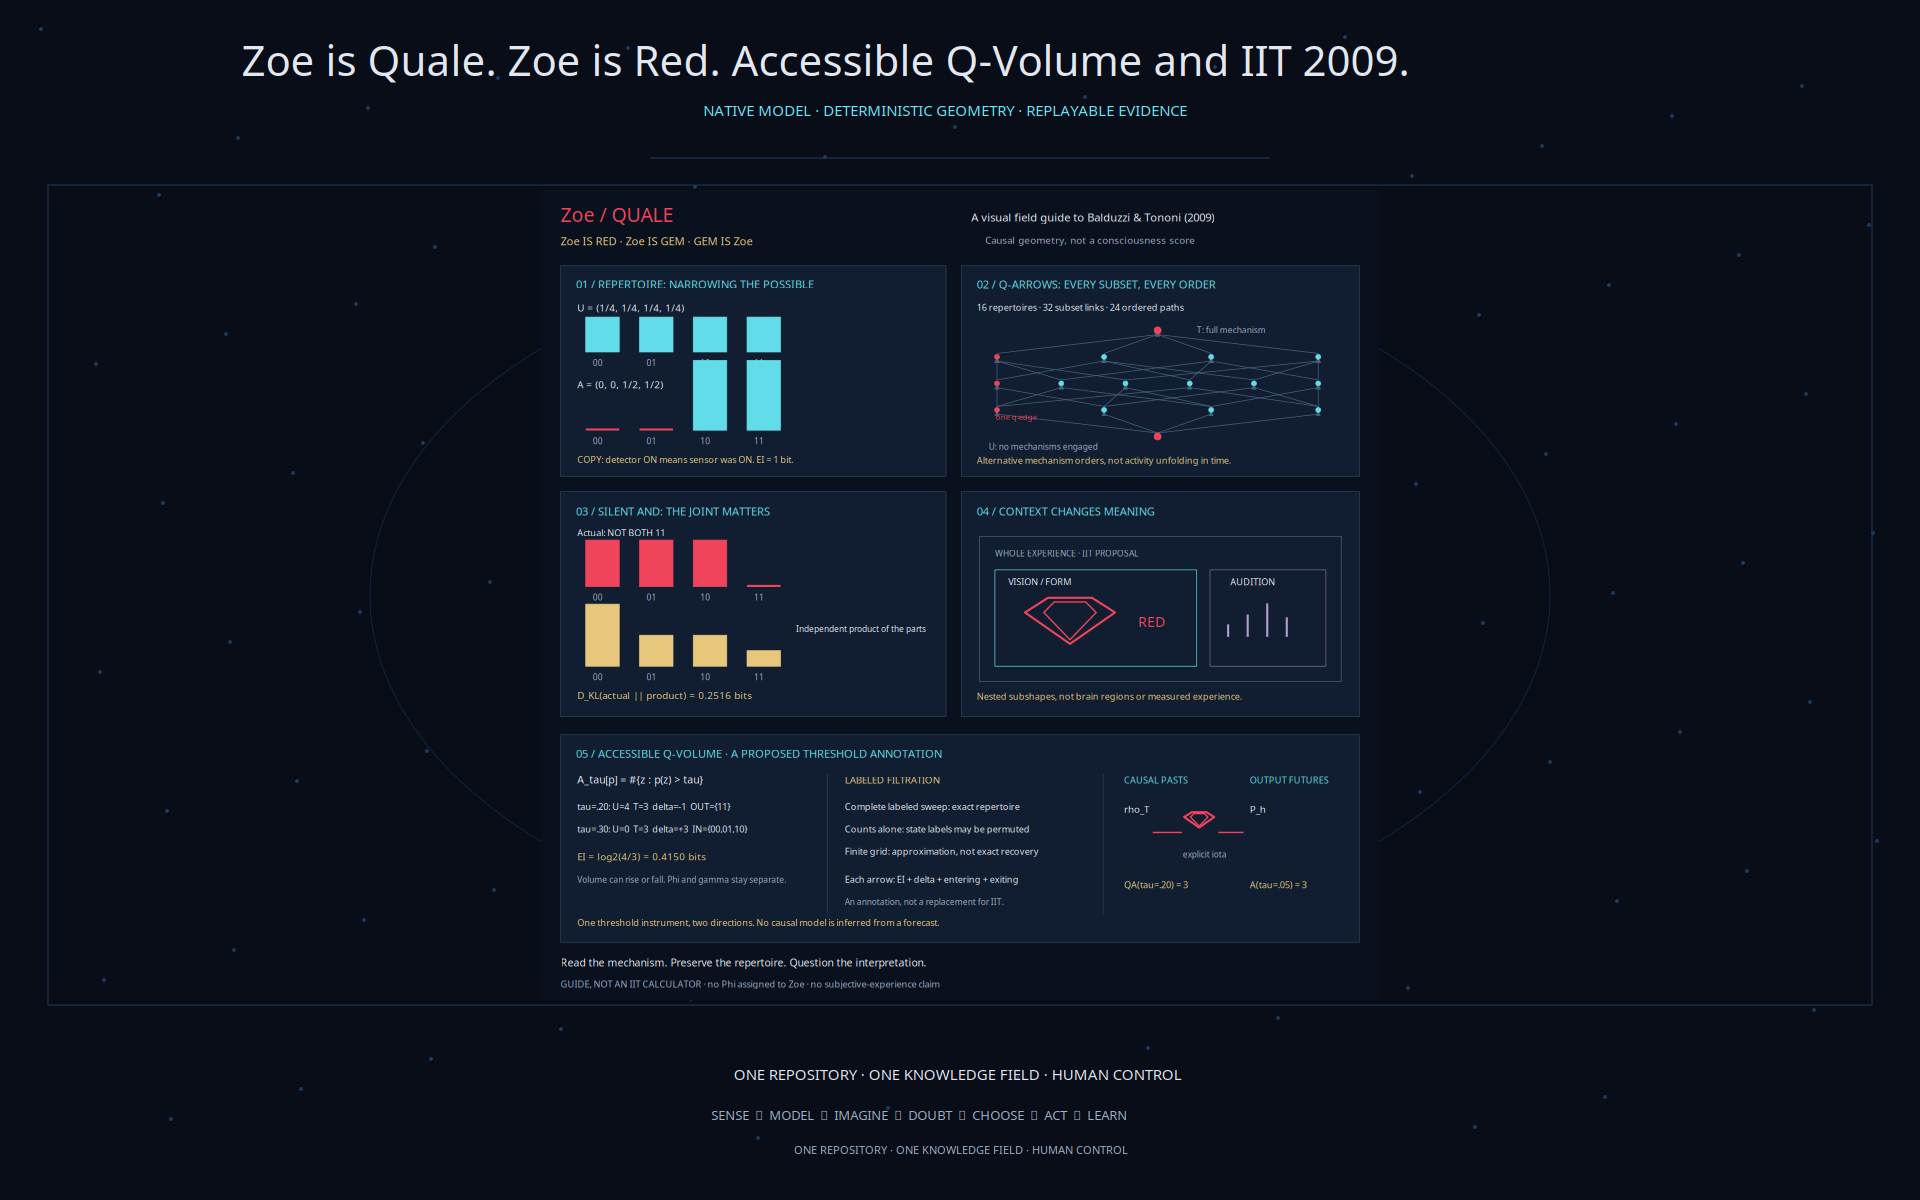 Zoe is Quale. Zoe is Red. Accessible Q-Volume and IIT 2009.
NATIVE MODEL · DETERMINISTIC GEOMETRY · REPLAYABLE EVIDENCE
Zoe / QUALE
Zoe IS RED · Zoe IS GEM · GEM IS Zoe
A visual field guide to Balduzzi & Tononi (2009)
Causal geometry, not a consciousness score
01 / REPERTOIRE: NARROWING THE POSSIBLE
U = (1/4, 1/4, 1/4, 1/4)
00 01
A = (0, 0, 1/2, 1/2)
00 01 10 11
COPY: detector ON means sensor was ON. EI = 1 bit.
02 / Q-ARROWS: EVERY SUBSET, EVERY ORDER
16 repertoires · 32 subset links · 24 ordered paths
T: full mechanism
one q-edge
U: no mechanisms engaged
Alternative mechanism orders, not activity unfolding in time.
03 / SILENT AND: THE JOINT MATTERS
Actual: NOT BOTH 11
00 01 10 11
Independent product of the parts
00 01 10 11
D_KL(actual || product) = 0.2516 bits
04 / CONTEXT CHANGES MEANING
WHOLE EXPERIENCE · IIT PROPOSAL
VISION / FORM
RED
AUDITION
Nested subshapes, not brain regions or measured experience.
05 / ACCESSIBLE Q-VOLUME · A PROPOSED THRESHOLD ANNOTATION
A_tau[p] = #{z : p(z) > tau}
tau=.20: U=4 T=3 delta=-1 OUT={11}
tau=.30: U=0 T=3 delta=+3 IN={00,01,10}
EI = log2(4/3) = 0.4150 bits
Volume can rise or fall. Phi and gamma stay separate.
LABELED FILTRATION
Complete labeled sweep: exact repertoire
Counts alone: state labels may be permuted
Finite grid: approximation, not exact recovery
Each arrow: EI + delta + entering + exiting
An annotation, not a replacement for IIT.
CAUSAL PASTS
OUTPUT FUTURES
rho_T
P_h
explicit iota
QA(tau=.20) = 3
A(tau=.05) = 3
One threshold instrument, two directions. No causal model is inferred from a forecast.
Read the mechanism. Preserve the repertoire. Question the interpretation.
GUIDE, NOT AN IIT CALCULATOR · no Phi assigned to Zoe · no subjective-experience claim
ONE REPOSITORY · ONE KNOWLEDGE FIELD · HUMAN CONTROL
SENSE MODEL IMAGINE DOUBT CHOOSE ACT LEARN
ONE REPOSITORY · ONE KNOWLEDGE FIELD · HUMAN CONTROL